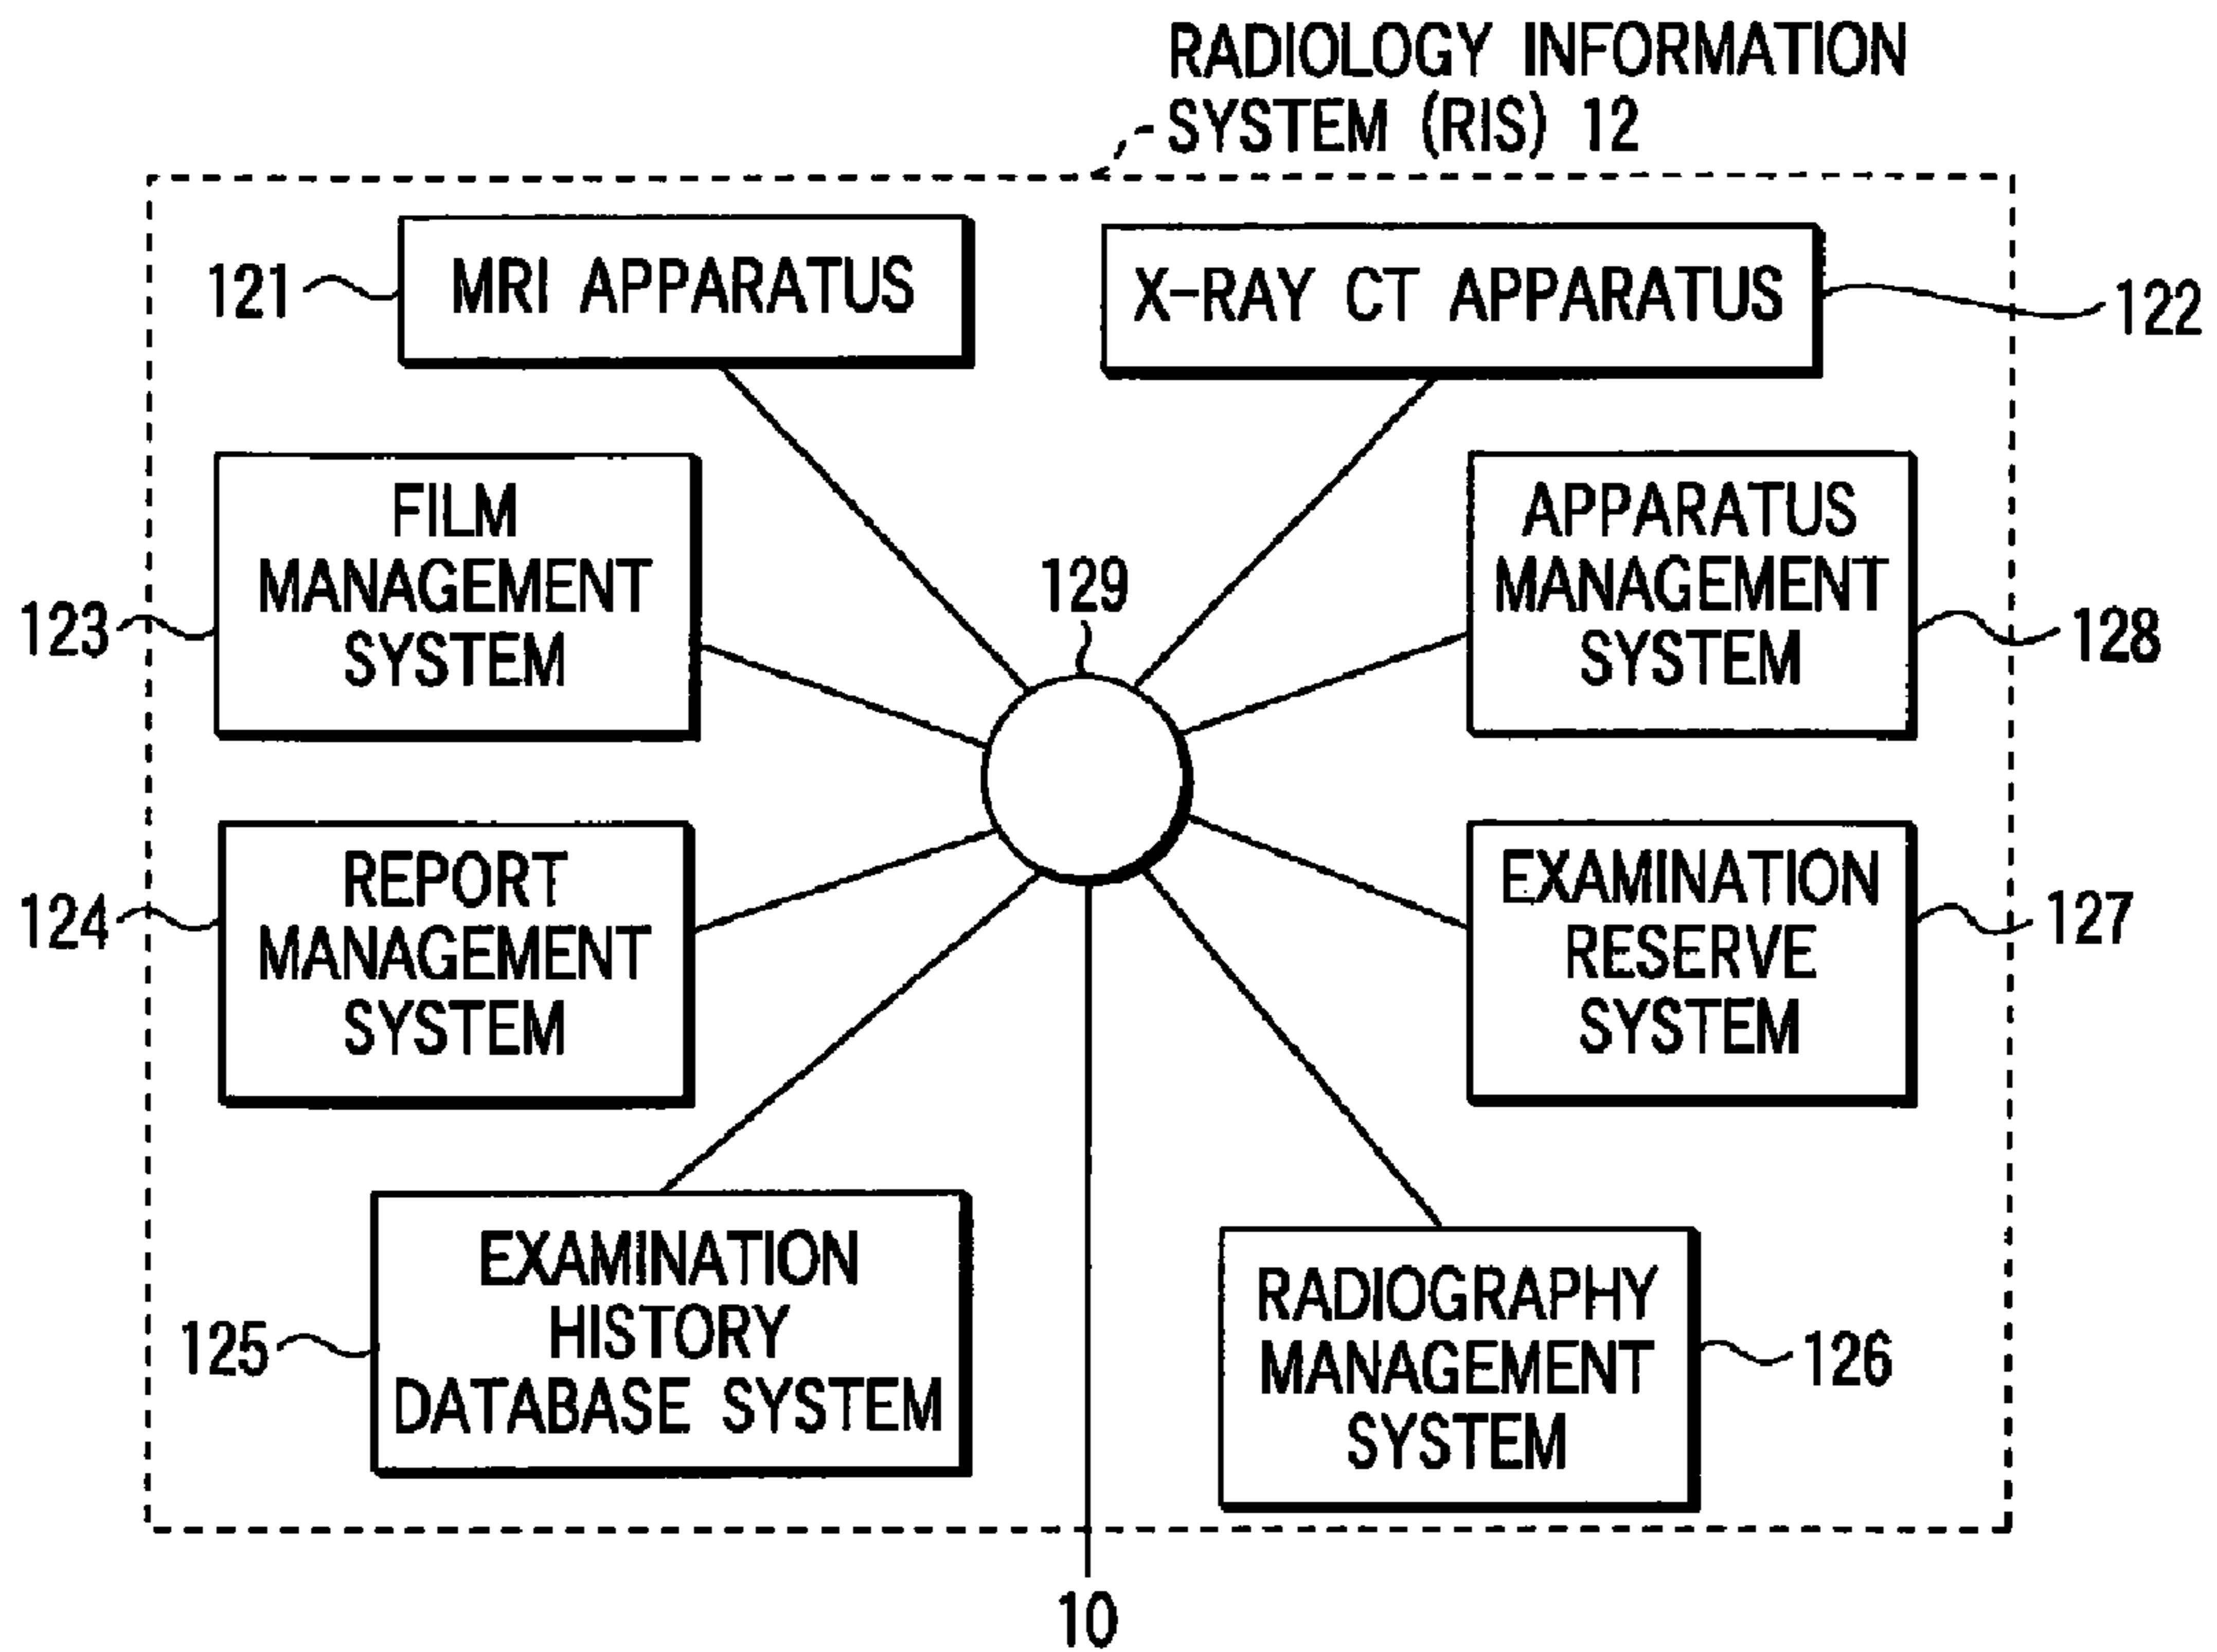 RADIOLOGY INFORMATION
SYSTEM (RIS) 12
121
MRI APPARATUS
X-RAY CT APPARATUS
122
123
FILM
MANAGEMENT
SYSTEM
129
APPARATUS
MANAGEMENT
SYSTEM
128
124
REPORT
MANAGEMENT
SYSTEM
EXAMINATION
RESERVE
SYSTEM
127
125
EXAMINATION
HISTORY
DATABASE SYSTEM
RADIOGRAPHY
MANAGEMENT
SYSTEM
126
10